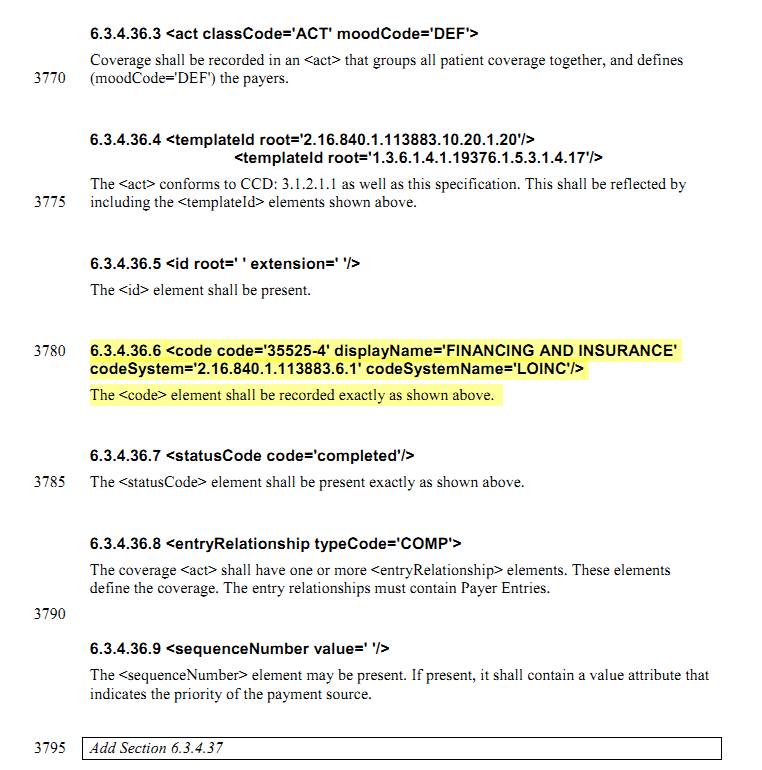 6.3.4.36.3 <act classCode='ACT' moodCode='DEF'>
Coverage shall be recorded in an <act> that groups all patient coverage together, and defines
3770 (moodCode='DEF') the payers.
6.3.4.36.4 <templateId root='2.16.840.1.113883.10.20.1.20'/>
<templateId root='1.3.6.1.4.1.19376.1.5.3.1.4.17'/>
The <act> conforms to CCD: 3.1.2.1.1 as well as this specification. This shall be reflected by
3775 including the <templateId> elements shown above.
6.3.4.36.5 <id root=' ' extension=' '/>
The <id> element shall be present.
3780 6.3.4.36.6 <code code='35525-4' displayName='FINANCING AND INSURANCE'
codeSystem='2.16.840.1.113883.6.1' codeSystemName='LOINC'/>
The <code> element shall be recorded exactly as shown above.
6.3.4.36.7 <statusCode code='completed'/>
3785 The <statusCode> element shall be present exactly as shown above.
6.3.4.36.8 <entryRelationship typeCode='COMP'>
The coverage <act> shall have one or more <entryRelationship> elements. These elements
define the coverage. The entry relationships must contain Payer Entries.
3790
6.3.4.36.9 <sequenceNumber value=' '/>
The <sequenceNumber> element may be present. If present, it shall contain a value attribute that
indicates the priority of the payment source.
3795 Add Section 6.3.4.37